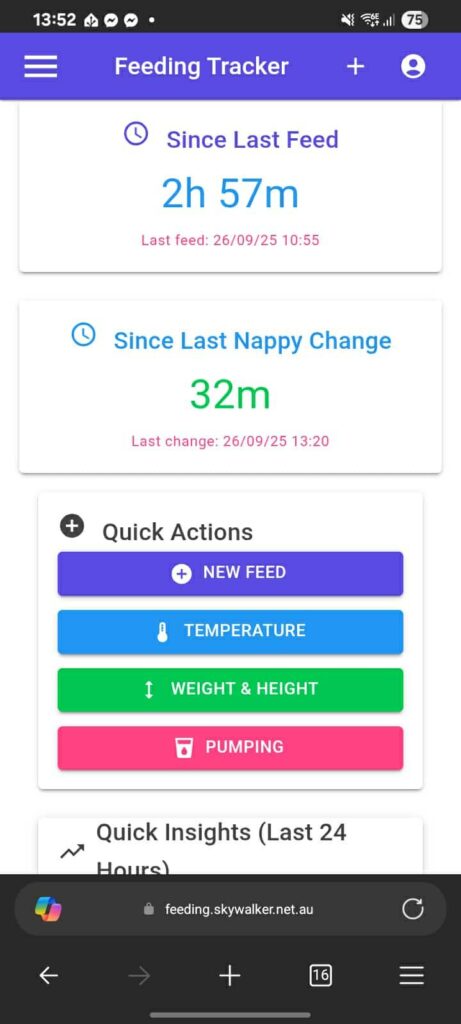 13:52
75
Feeding Tracker
Since Last Feed
2h 57m
Last feed: 26/09/25 10:55
Since Last Nappy Change
32m
Last change: 26/09/25 13:20
Quick Actions
NEW FEED
TEMPERATURE
WEIGHT & HEIGHT
PUMPING
Quick Insights (Last 24
Hours)
feeding.skywalker.net.au
16